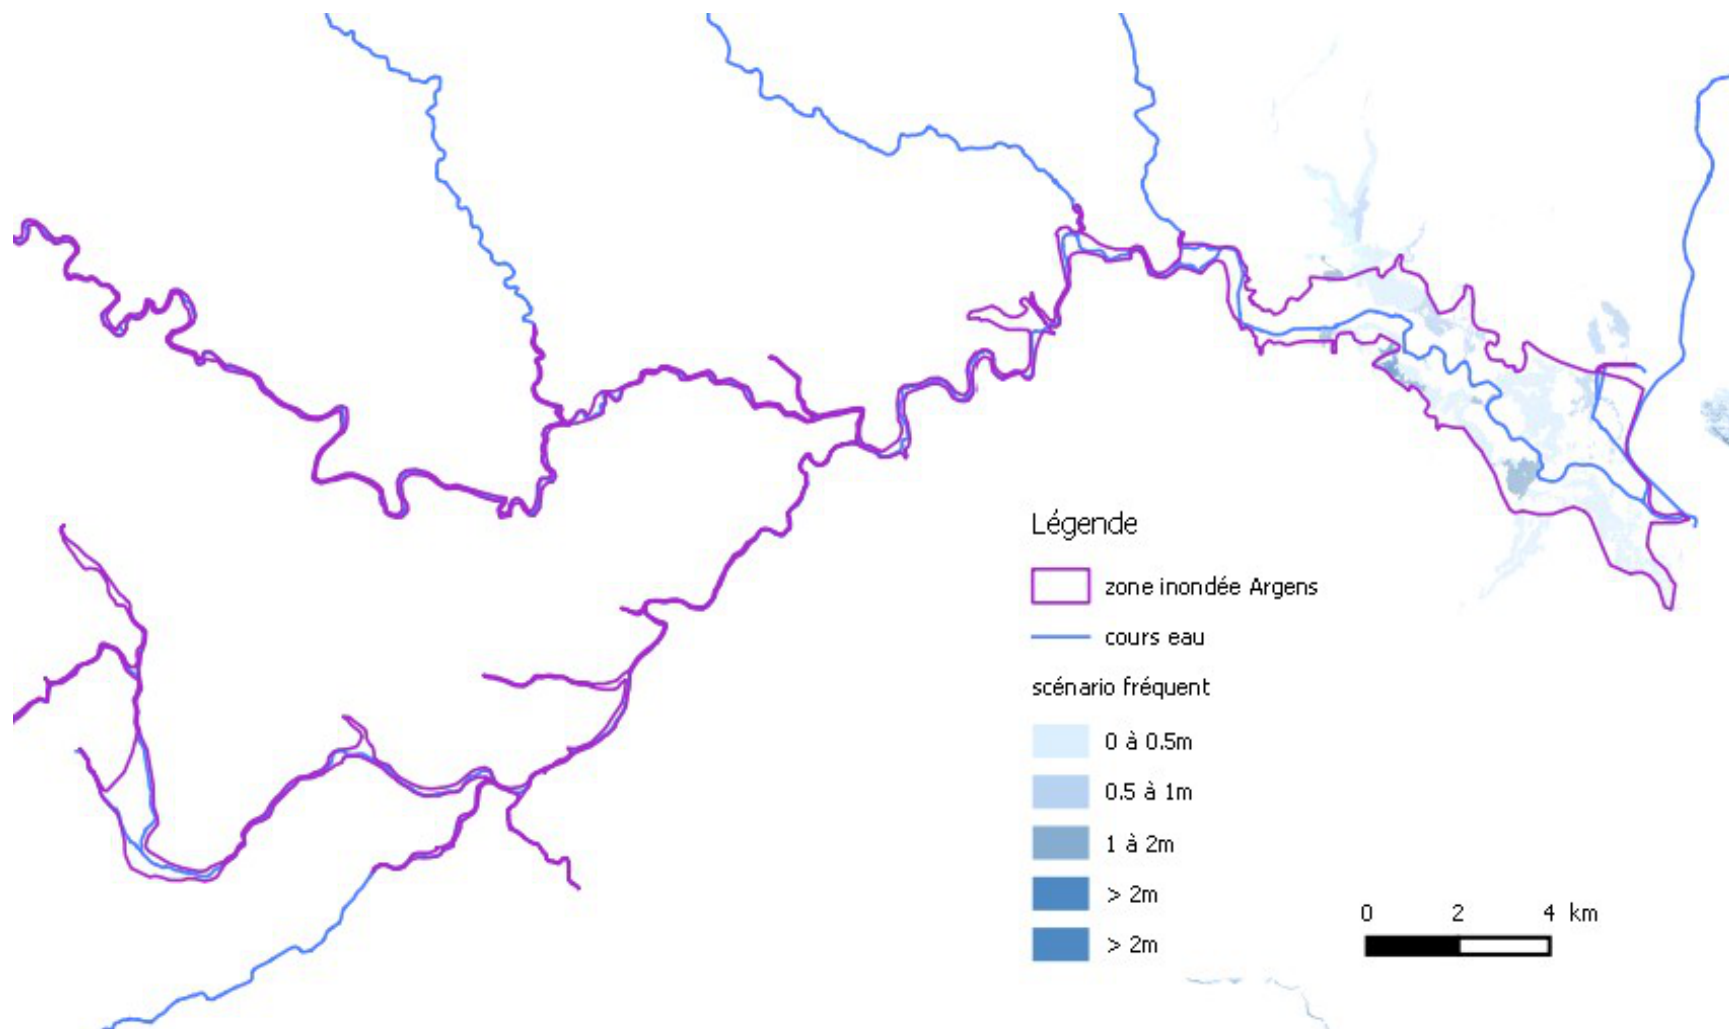 Légende
zone inondée Argens
cours eau
scénario fréquent
0 à 0.5m
0.5 à 1m
1 à 2m
> 2m
> 2m
0 2 4 km